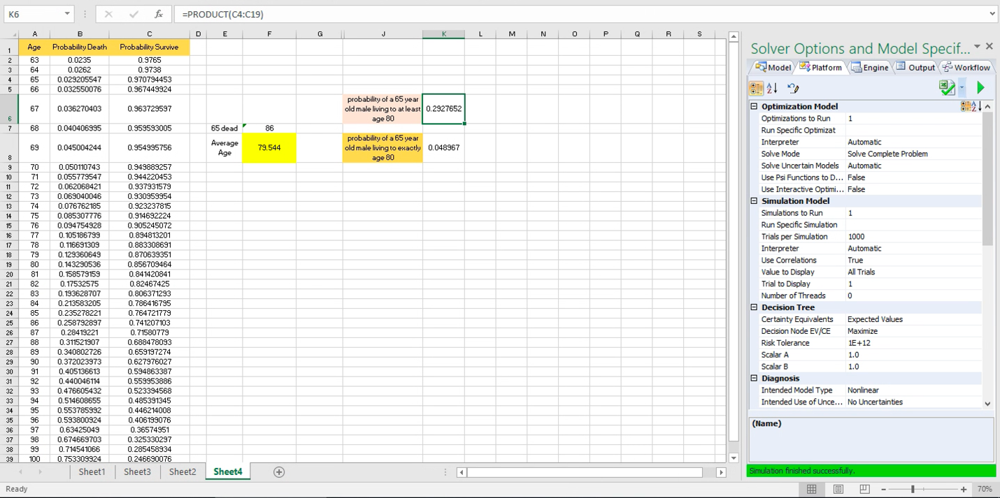 K6
fx
=PRODUCT(C4:C19)
A B C D E F G J K L M N O P Q R S
1 Age Probability Death Probability Survive
2 63 0.0235 0.9765
3 64 0.0262 0.9738
4 65 0.029205547 0.970794453
5 66 0.032550076 0.967449924
6 67 0.036270403 0.963729597
probability of a 65 year
old male living to at least
age 80
0.2927652
7 68 0.040406995 0.959593005 65 dead 86
8 69 0.045004244 0.954995756
Average
Age
79.544
probability of a 65 year
old male living to exactly
age 80
0.048967
9 70 0.050110743 0.949889257
10 71 0.055779547 0.944220453
11 72 0.062068421 0.937931579
12 73 0.069040046 0.930959954
13 74 0.076762185 0.923237815
14 75 0.085307776 0.914692224
15 76 0.094754928 0.905245072
16 77 0.105186799 0.894813201
17 78 0.116691309 0.883308691
18 79 0.129360649 0.870639351
19 80 0.143290536 0.856709464
20 81 0.158579159 0.841420841
21 82 0.17532575 0.82467425
22 83 0.193628707 0.806371293
23 84 0.213583205 0.786416795
24 85 0.235278221 0.764721779
25 86 0.258792897 0.741207103
26 87 0.28419221 0.71580779
27 88 0.311521907 0.688478093
28 89 0.340802726 0.659197274
29 90 0.372023973 0.627976027
30 91 0.405136613 0.594863387
31 92 0.440046114 0.559953886
32 93 0.476605432 0.523394568
33 94 0.514608655 0.485391345
34 95 0.553785992 0.446214008
35 96 0.593800924 0.406199076
36 97 0.63425049 0.36574951
37 98 0.674669703 0.325330297
38 99 0.714541066 0.285458934
39 100 0.753309924 0.246690076
Sheet1 Sheet3 Sheet2 Sheet4
Ready
70%
Solver Options and Model Specif...
Model Platform Engine Output Workflow
Optimization Model
Optimizations to Run 1
Run Specific Optimizat
Interpreter Automatic
Solve Mode Solve Complete Problem
Solve Uncertain Models Automatic
Use Psi Functions to D... False
Use Interactive Optimi... False
Simulation Model
Simulations to Run 1
Run Specific Simulation
Trials per Simulation 1000
Interpreter Automatic
Use Correlations True
Value to Display All Trials
Trial to Display 1
Number of Threads 0
Decision Tree
Certainty Equivalents Expected Values
Decision Node EV/CE Maximize
Risk Tolerance 1E+12
Scalar A 1.0
Scalar B 1.0
Diagnosis
Intended Model Type Nonlinear
Intended Use of Unce... No Uncertainties
(Name)
Simulation finished successfully.